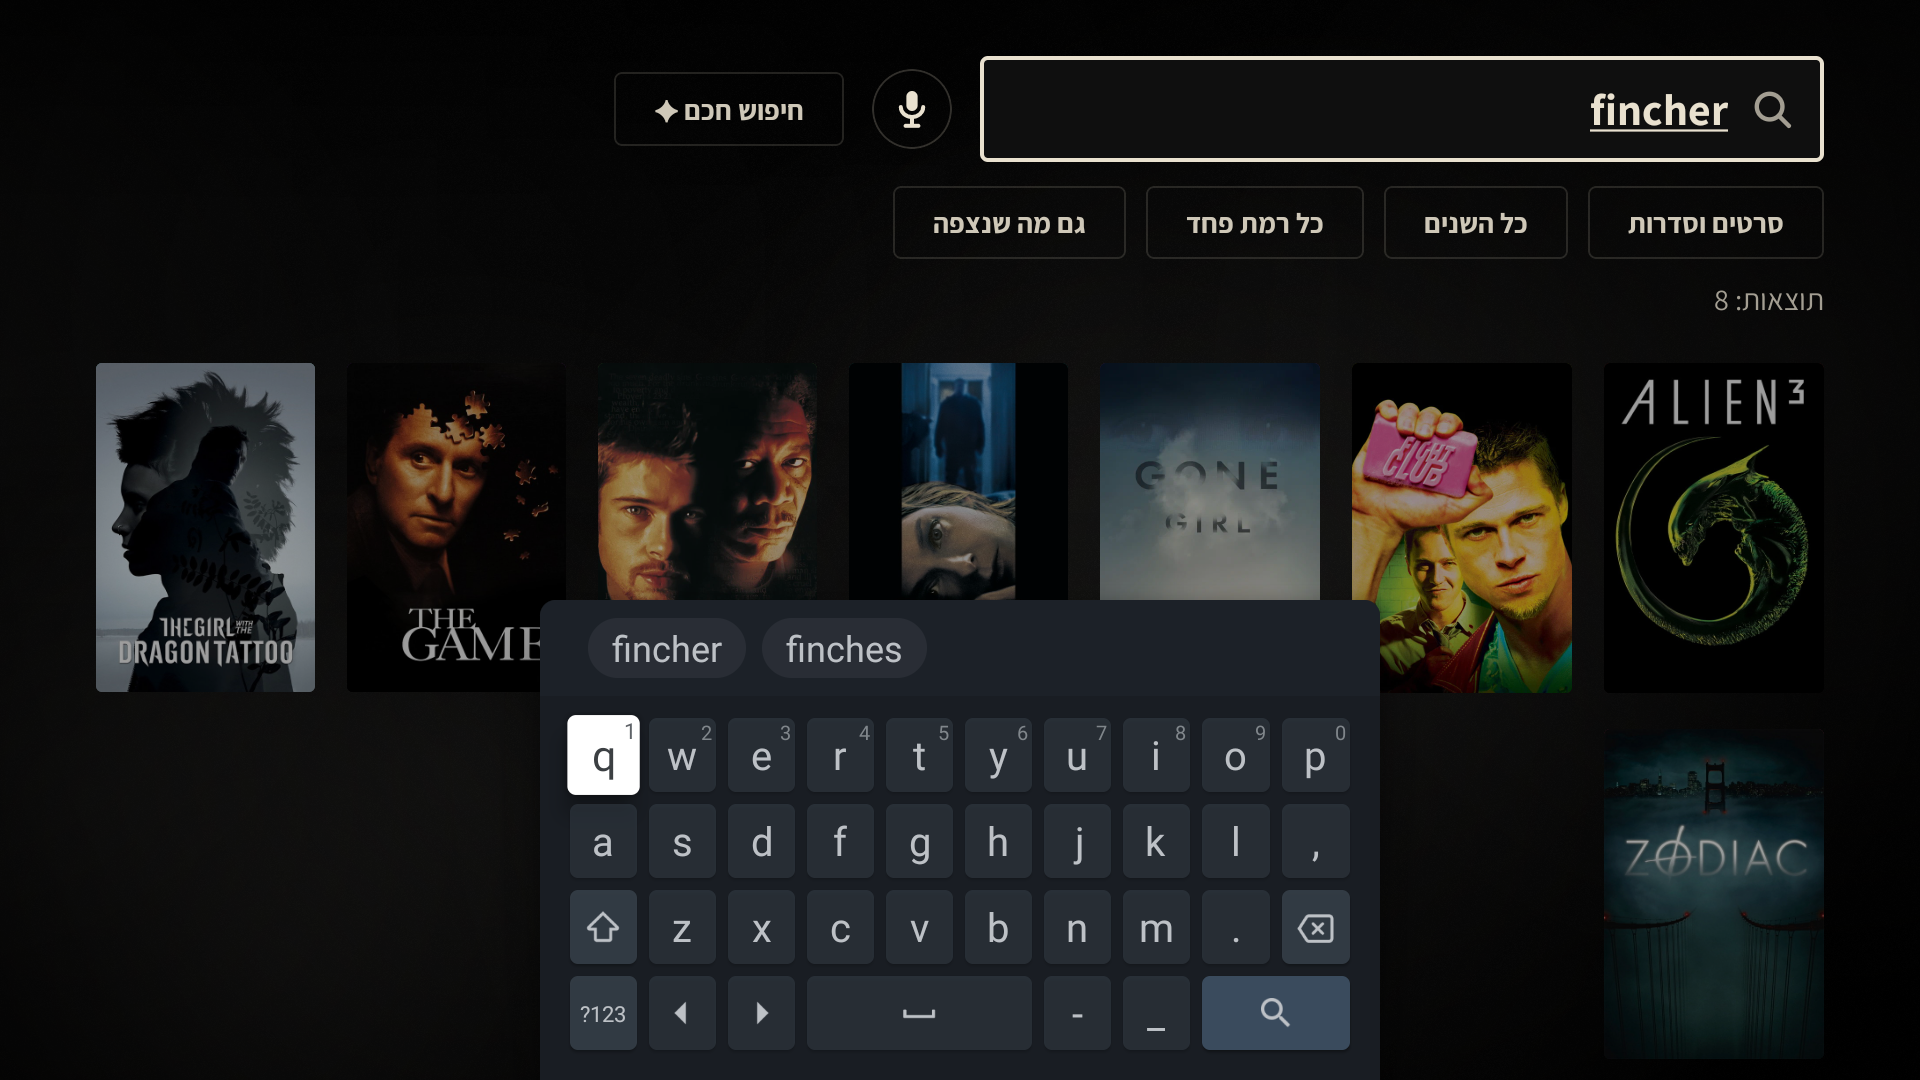 fincher
חיפוש חכם
סרטים וסדרות
כל השנים
כל רמת פחד
גם מה שנצפה
תוצאות: 8
ALIEN³
FIGHT CLUB
GONE
GIRL
THE
GAME
THE GIRL WITH THE
DRAGON TATTOO
fincher finches
q 1 w 2 e 3 r 4 t 5 y 6 u 7 i 8 o 9 p 0
a s d f g h j k l ,
z x c v b n m .
?123 - _
ZODIAC